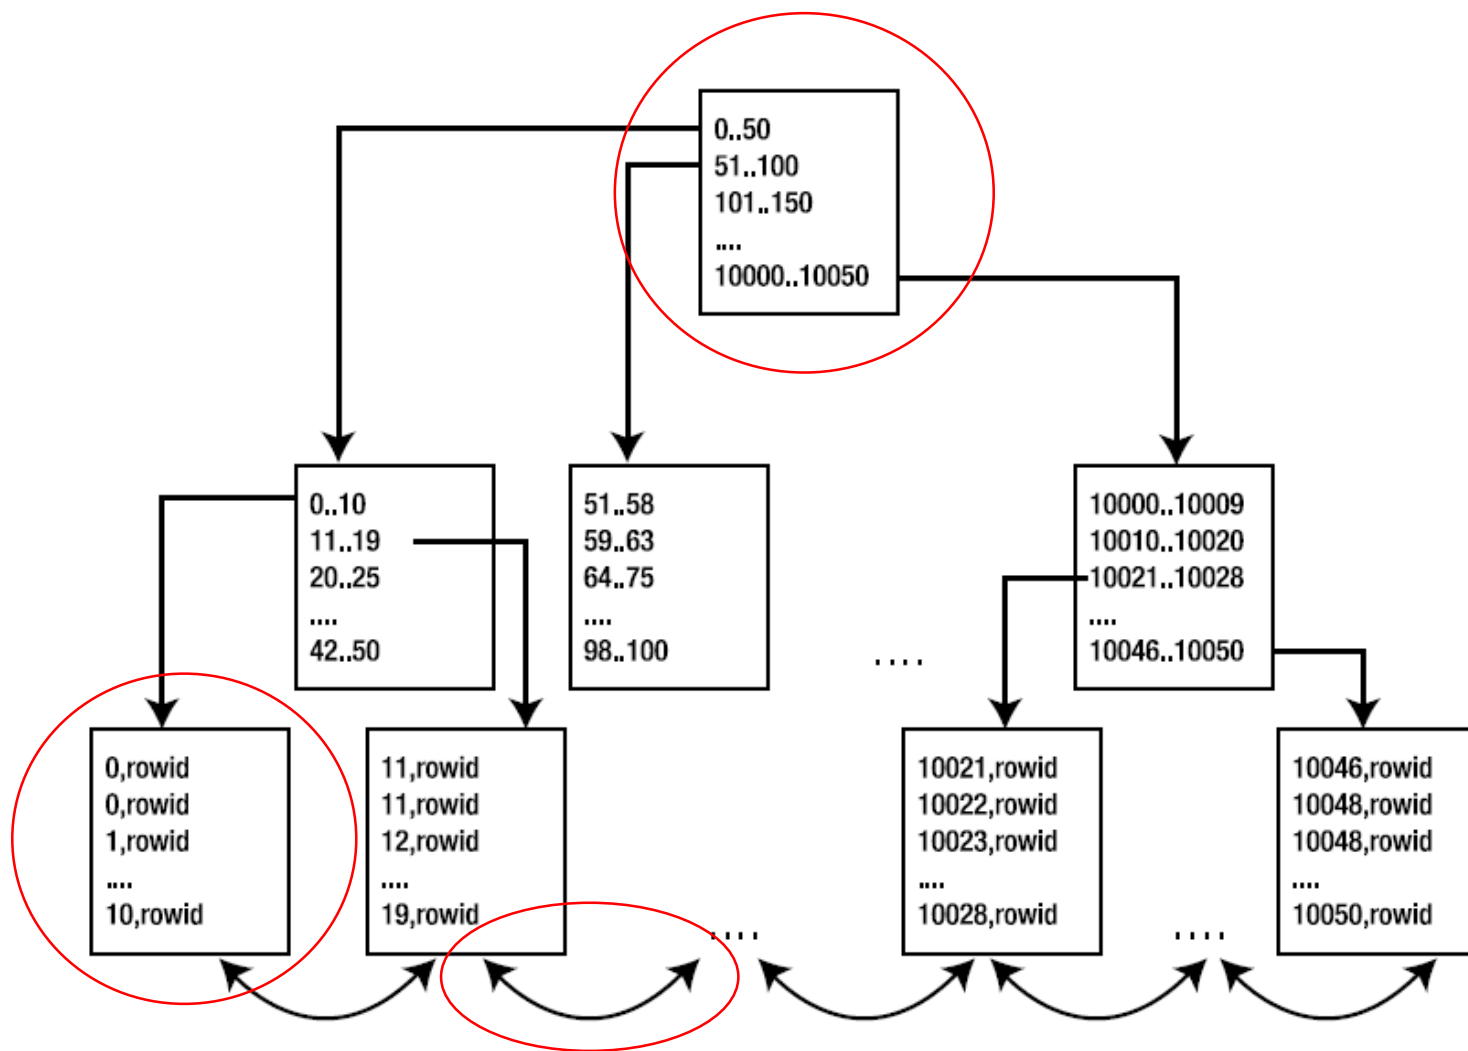 0..50
51..100
101..150
....
10000..10050
0..10
11..19
20..25
....
42..50
51..58
59..63
64..75
....
98..100
....
10000..10009
10010..10020
10021..10028
....
10046..10050
0,rowid
0,rowid
1,rowid
....
10,rowid
11,rowid
11,rowid
12,rowid
....
19,rowid
....
10021,rowid
10022,rowid
10023,rowid
....
10028,rowid
....
10046,rowid
10048,rowid
10048,rowid
....
10050,rowid